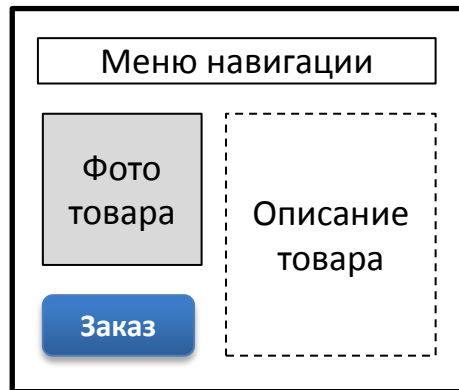 Меню навигации
Фото
товара
Описание
товара
Заказ